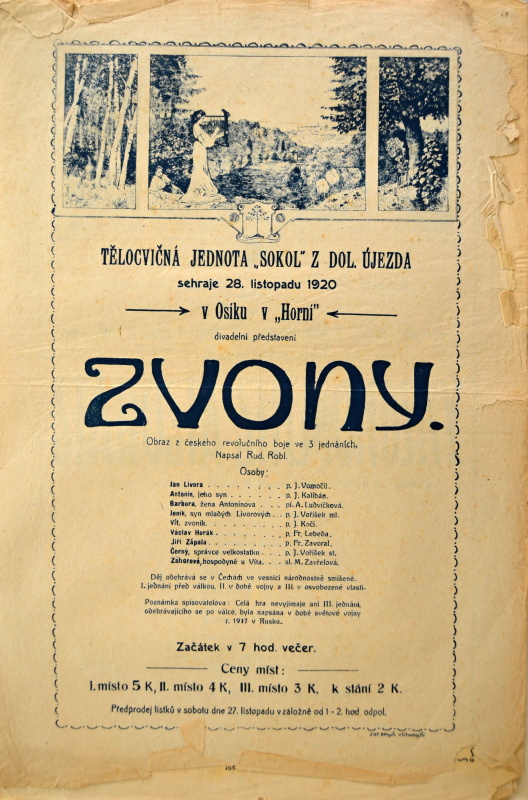 TĚLOCVIČNÁ JEDNOTA „SOKOL" Z DOL. ÚJEZDA
sehraje 28. listopadu 1920
v Osíku v „Horni"
divadelní představení
ZVONY.
Obraz z českého revolučního boje ve 3 jednáních.
Napsal Rud. Robl.
Osoby:
Jan Livora . . . . . . . . p. J. Vomočil.
Antonín, jeho syn . . . . . . p. J. Kalibán.
Barbora, žena Antonínova . . pí. A. Ludvíčková.
Jeník, syn mladých Livorových . . p. J. Voříšek ml.
Vít, zvoník . . . . . . . . p. J. Kočí.
Václav Horák . . . . . . . p. Fr. Lebeda.
Jiří Zápala . . . . . . . . p. Fr. Zavoral.
Černý, správce velkostatku . . p. J. Voříšek st.
Záhorová, hospodyně u Víta . . sl. M. Zavřelová.
Děj odehrává se v Čechách ve vesnici národnostně smíšené.
I. jednání před válkou, II. v době vojny a III. v osvobozené vlasti.
Poznámka spisovatelova: Celá hra nevyjímaje ani III. jednání,
odehrávajícího se po válce, byla napsána v době světové vojny
r. 1917 v Rusku.
Začátek v 7 hod. večer.
Ceny míst:
I. místo 5 K, II. místo 4 K, III. místo 3 K, k stání 2 K.
Předprodej lístků v sobotu dne 27. listopadu v záložně od 1 - 2. hod. odpol.